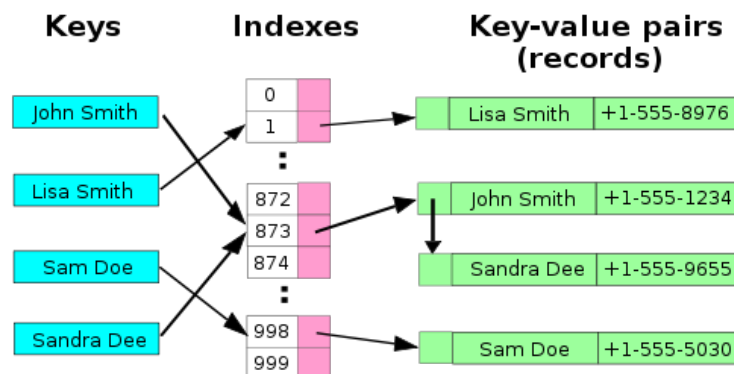 Keys
Indexes
Key-value pairs
(records)
John Smith
Lisa Smith
Sam Doe
Sandra Dee
0
1
:
872
873
874
:
998
999
Lisa Smith +1-555-8976
John Smith +1-555-1234
Sandra Dee +1-555-9655
Sam Doe +1-555-5030